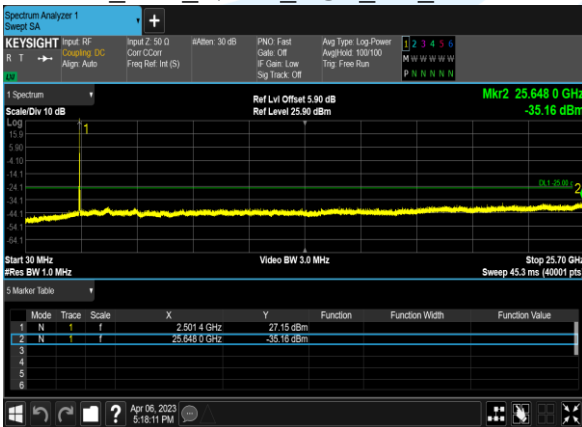 Spectrum Analyzer 1
Swept SA
+
KEYSIGHT Input: RF Input Z: 50 Ω #Atten: 30 dB PNO: Fast Avg Type: Log-Power 1 2 3 4 5 6
R T Coupling: DC Corr CCorr Gate: Off Avg|Hold: 100/100 M W W W W W
Align: Auto Freq Ref: Int (S) IF Gain: Low Trig: Free Run
Sig Track: Off P N N N N N
1 Spectrum Ref Lvl Offset 5.90 dB Mkr2 25.648 0 GHz
Scale/Div 10 dB Ref Level 25.90 dBm -35.16 dBm
Log
15.9 1
5.90
-4.10
-14.1
-24.1 DL1 -25.00 2
-34.1
-44.1
-54.1
-64.1
Start 30 MHz Video BW 3.0 MHz Stop 25.70 GHz
#Res BW 1.0 MHz Sweep 45.3 ms (40001 pts)
5 Marker Table
Mode Trace Scale X Y Function Function Width Function Value
1 N 1 f 2.501 4 GHz 27.15 dBm
2 N 1 f 25.648 0 GHz -35.16 dBm
3
4
5
6
? Apr 06, 2023
5:18:11 PM